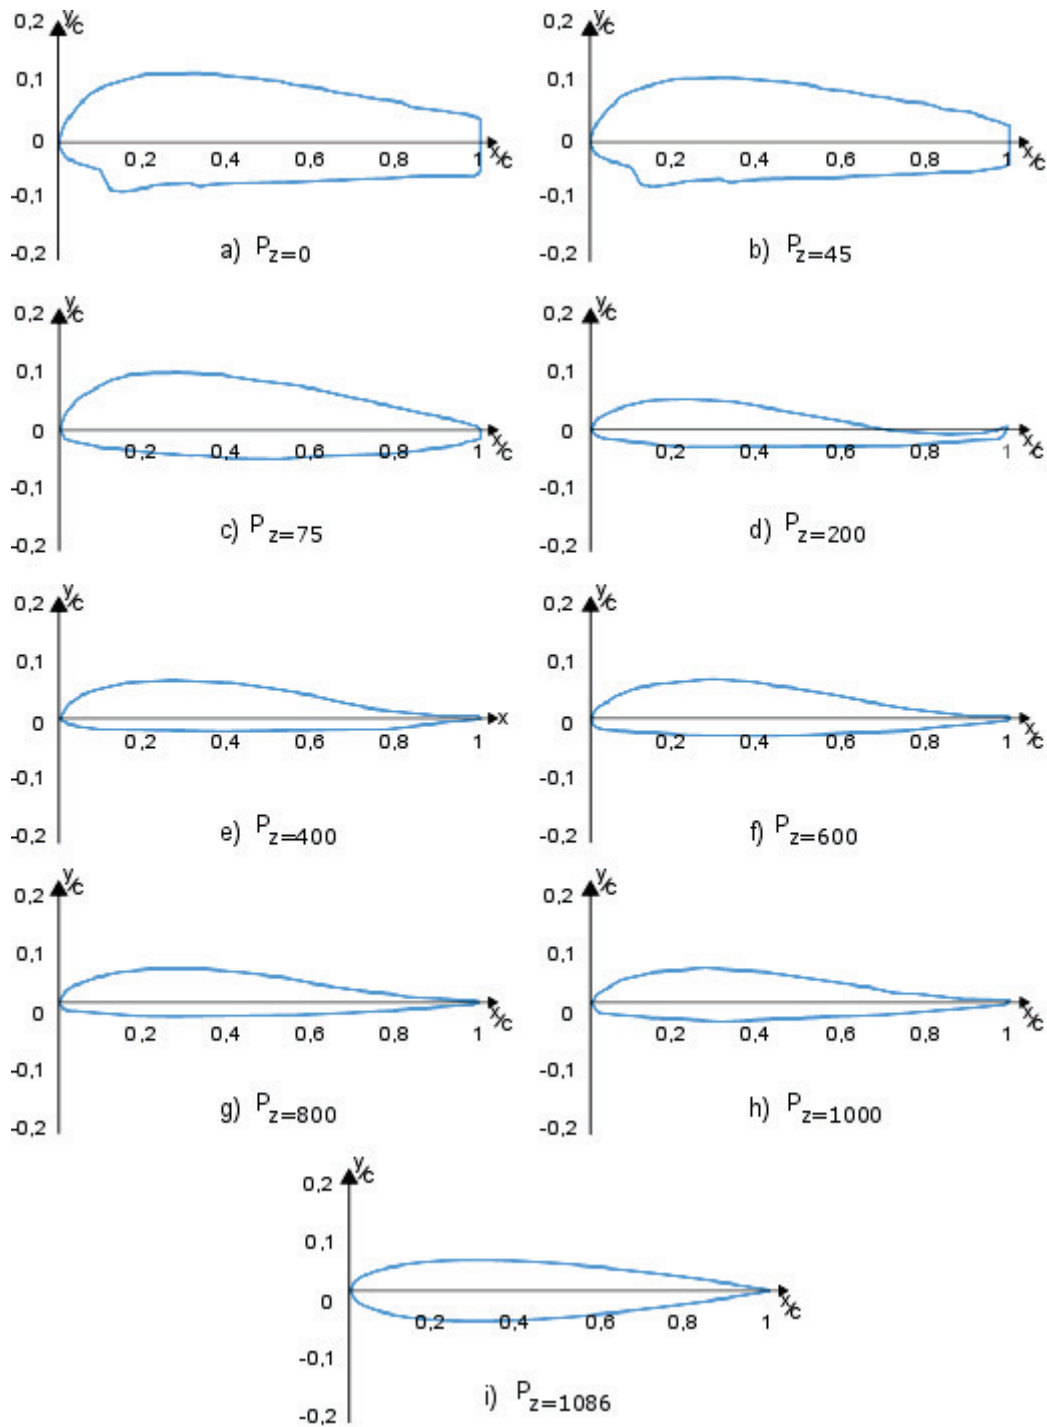 0,2 y/c
0,1
0
0,2 0,4 0,6 0,8 1 x/c
-0,1
-0,2
a) Pz=0
0,2 y/c
0,1
0
0,2 0,4 0,6 0,8 1 x/c
-0,1
-0,2
b) Pz=45
0,2 y/c
0,1
0
0,2 0,4 0,6 0,8 1 x/c
-0,1
-0,2
c) Pz=75
0,2 y/c
0,1
0
0,2 0,4 0,6 0,8 1 x/c
-0,1
-0,2
d) Pz=200
0,2 y/c
0,1
0 x
0,2 0,4 0,6 0,8 1
-0,1
-0,2
e) Pz=400
0,2 y/c
0,1
0
0,2 0,4 0,6 0,8 1 x/c
-0,1
-0,2
f) Pz=600
0,2 y/c
0,1
0
0,2 0,4 0,6 0,8 1 x/c
-0,1
-0,2
g) Pz=800
0,2 y/c
0,1
0
0,2 0,4 0,6 0,8 1 x/c
-0,1
-0,2
h) Pz=1000
0,2 y/c
0,1
0
0,2 0,4 0,6 0,8 1 x/c
-0,1
-0,2
i) Pz=1086